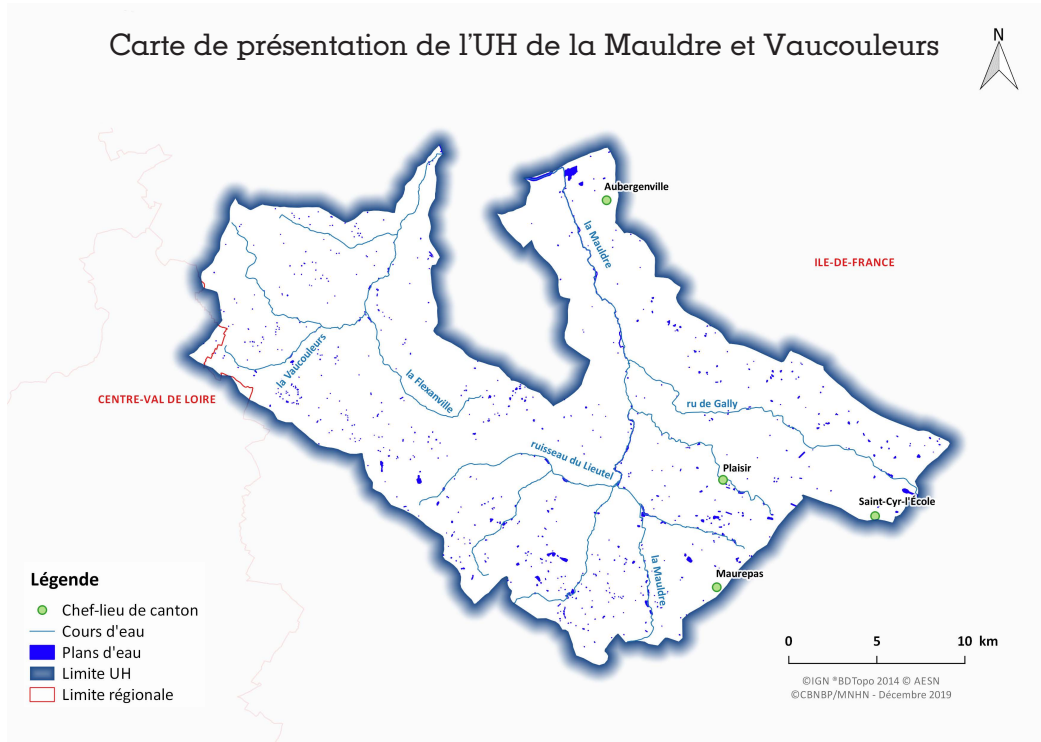 Carte de présentation de l'UH de la Mauldre et Vaucouleurs
N
Aubergenville
la Mauldre
ILE-DE-FRANCE
la Vaucouleurs
la Flexanville
CENTRE-VAL DE LOIRE
ru de Gally
ruisseau du Lieutel
Plaisir
Saint-Cyr-l'École
la Mauldre
Maurepas
Légende
Chef-lieu de canton
Cours d'eau
Plans d'eau
Limite UH
Limite régionale
0 5 10 km
©IGN ®BDTopo 2014 © AESN
©CBNBP/MNHN - Décembre 2019